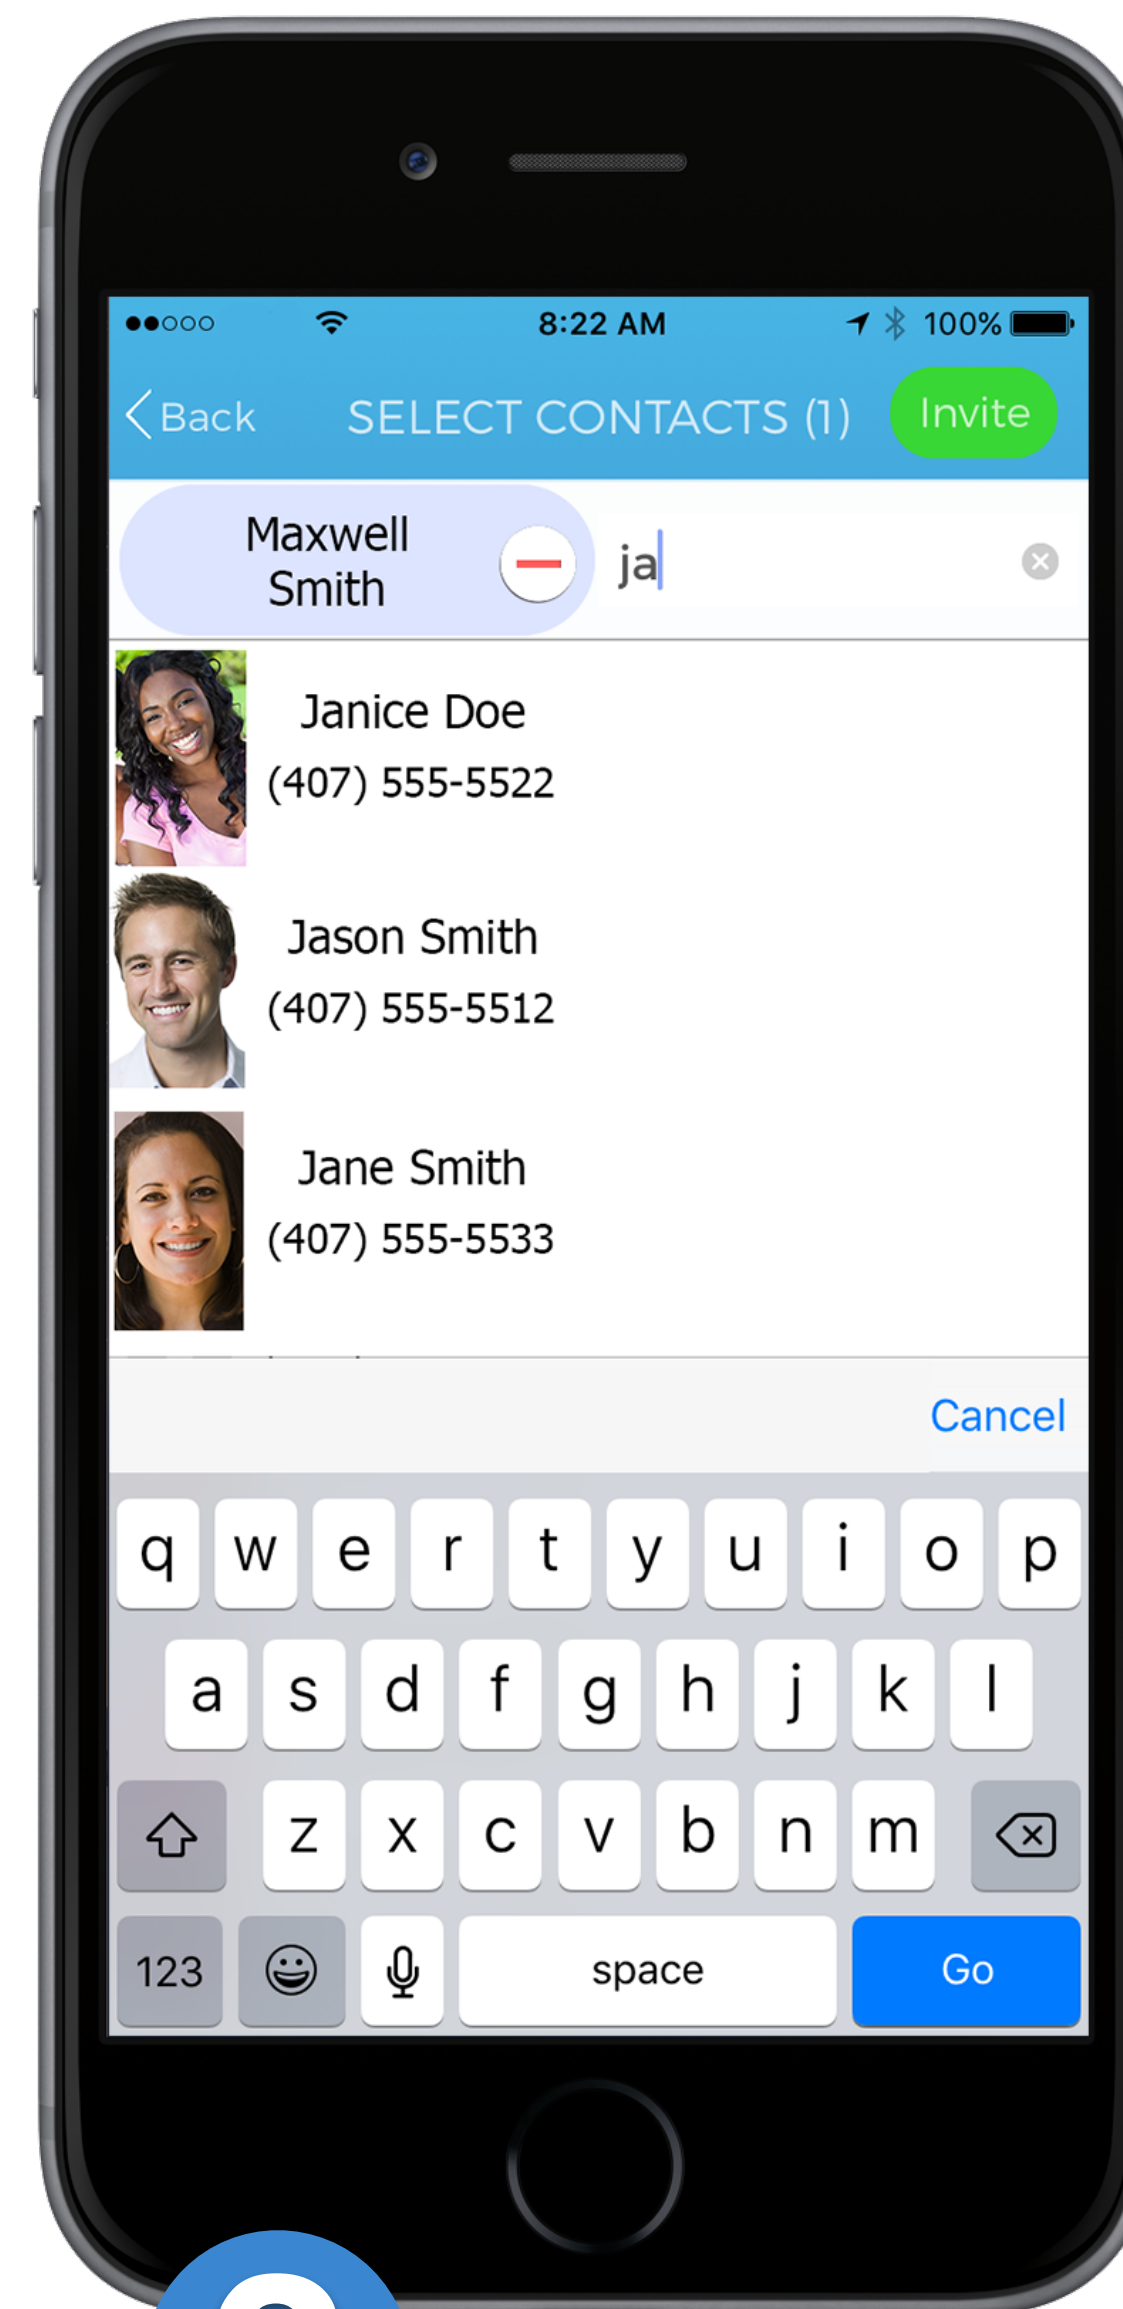 8:22 AM 100%
Back SELECT CONTACTS (1) Invite
Maxwell
Smith
ja
Janice Doe
(407) 555-5522
Jason Smith
(407) 555-5512
Jane Smith
(407) 555-5533
Cancel
q w e r t y u i o p
a s d f g h j k l
z x c v b n m
123 space Go